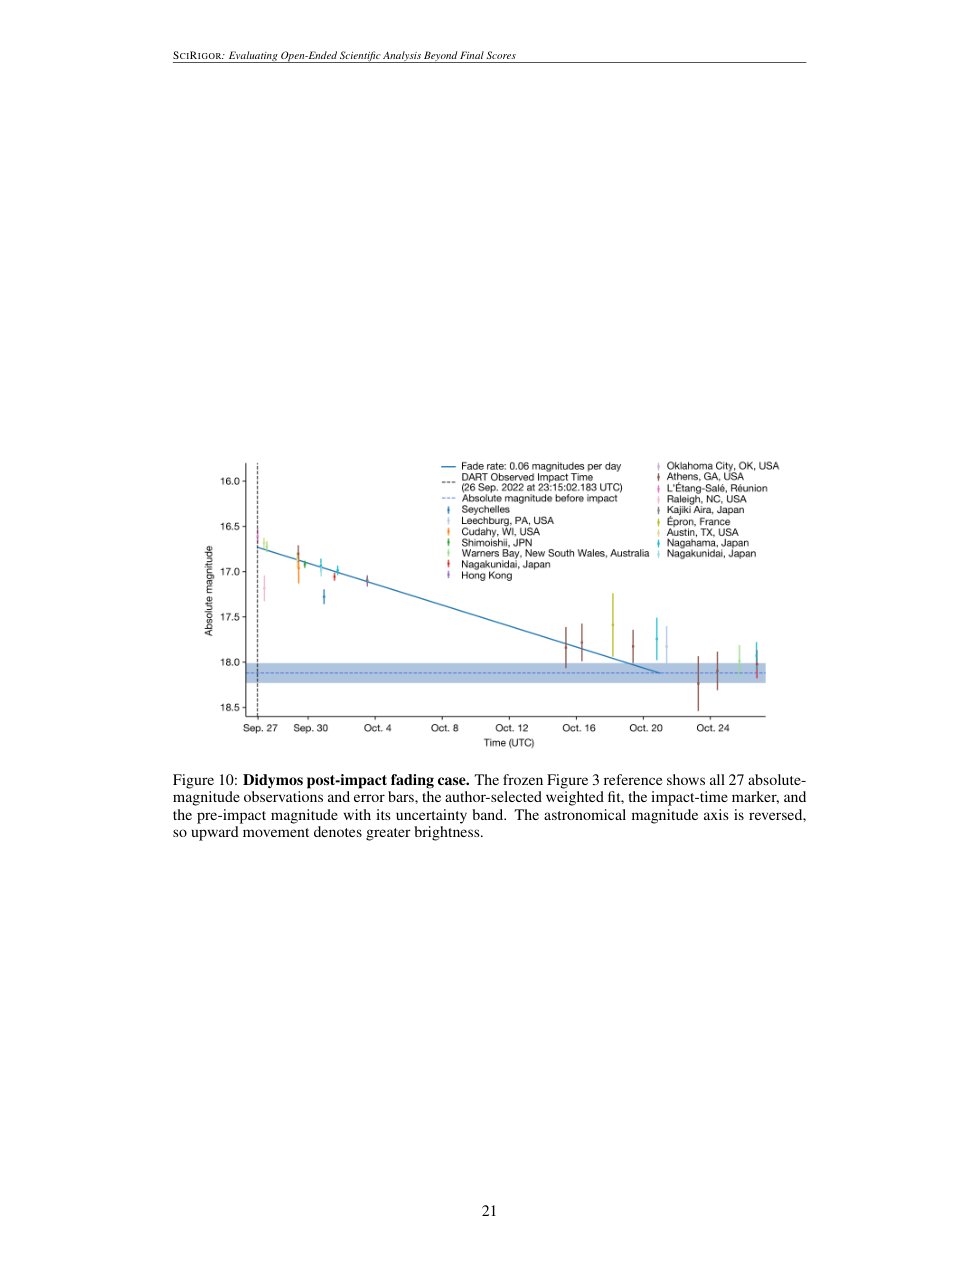 SCIRIGOR: Evaluating Open-Ended Scientific Analysis Beyond Final Scores
Fade rate: 0.06 magnitudes per day
DART Observed Impact Time
(26 Sep. 2022 at 23:15:02.183 UTC)
Absolute magnitude before impact
Seychelles
Leechburg, PA, USA
Cudahy, WI, USA
Shimoishii, JPN
Warners Bay, New South Wales, Australia
Nagakunidai, Japan
Hong Kong
Oklahoma City, OK, USA
Athens, GA, USA
L'Étang-Salé, Réunion
Raleigh, NC, USA
Kajiki Aira, Japan
Épron, France
Austin, TX, USA
Nagahama, Japan
Nagakunidai, Japan
Absolute magnitude
16.0
16.5
17.0
17.5
18.0
18.5
Sep. 27 Sep. 30 Oct. 4 Oct. 8 Oct. 12 Oct. 16 Oct. 20 Oct. 24
Time (UTC)
Figure 10: Didymos post-impact fading case. The frozen Figure 3 reference shows all 27 absolute-
magnitude observations and error bars, the author-selected weighted fit, the impact-time marker, and
the pre-impact magnitude with its uncertainty band. The astronomical magnitude axis is reversed,
so upward movement denotes greater brightness.
21